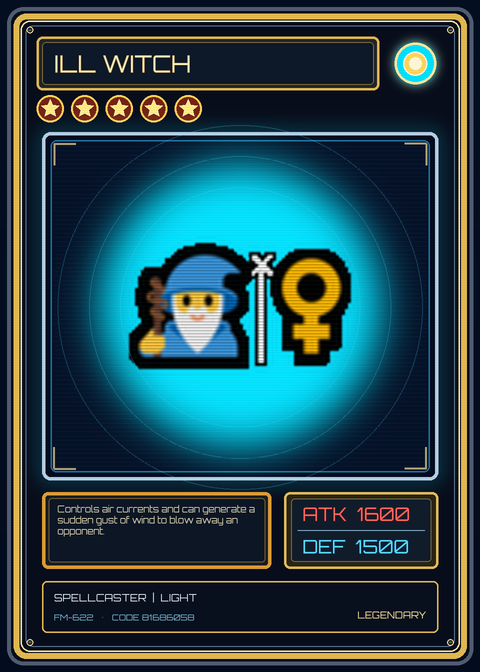 ILL WITCH
Controls air currents and can generate a
sudden gust of wind to blow away an
opponent.
ATK 1600
DEF 1500
SPELLCASTER | LIGHT
FM-622 · CODE 81686058
LEGENDARY